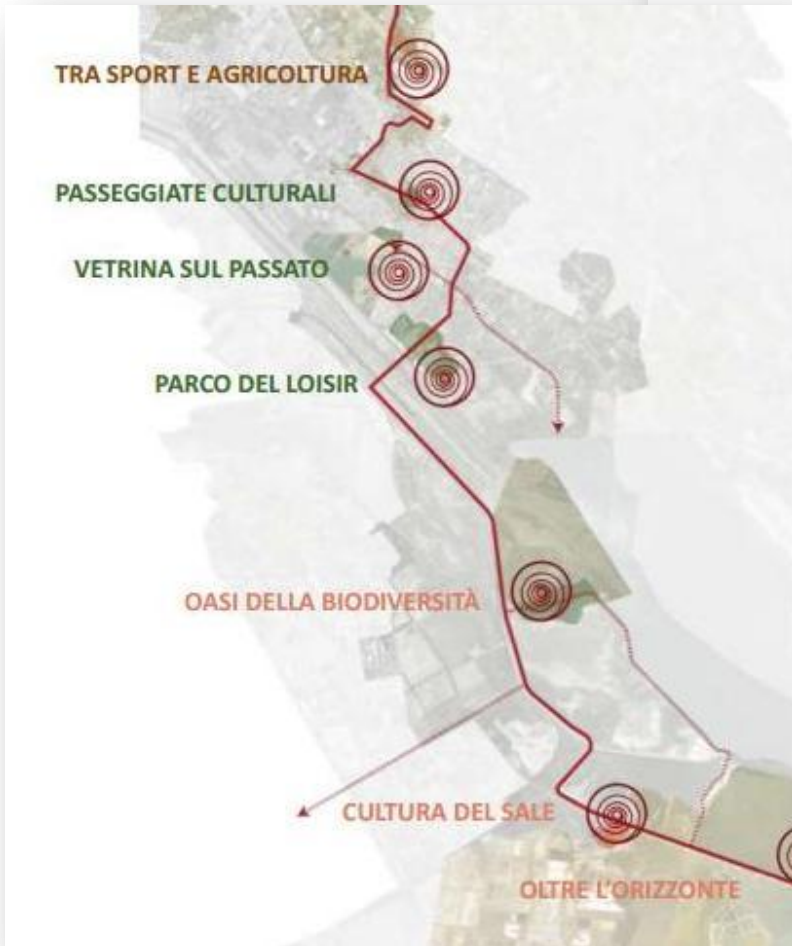 TRA SPORT E AGRICOLTURA
PASSEGGIATE CULTURALI
VETRINA SUL PASSATO
PARCO DEL LOISIR
OASI DELLA BIODIVERSITÀ
CULTURA DEL SALE
OLTRE L'ORIZZONTE